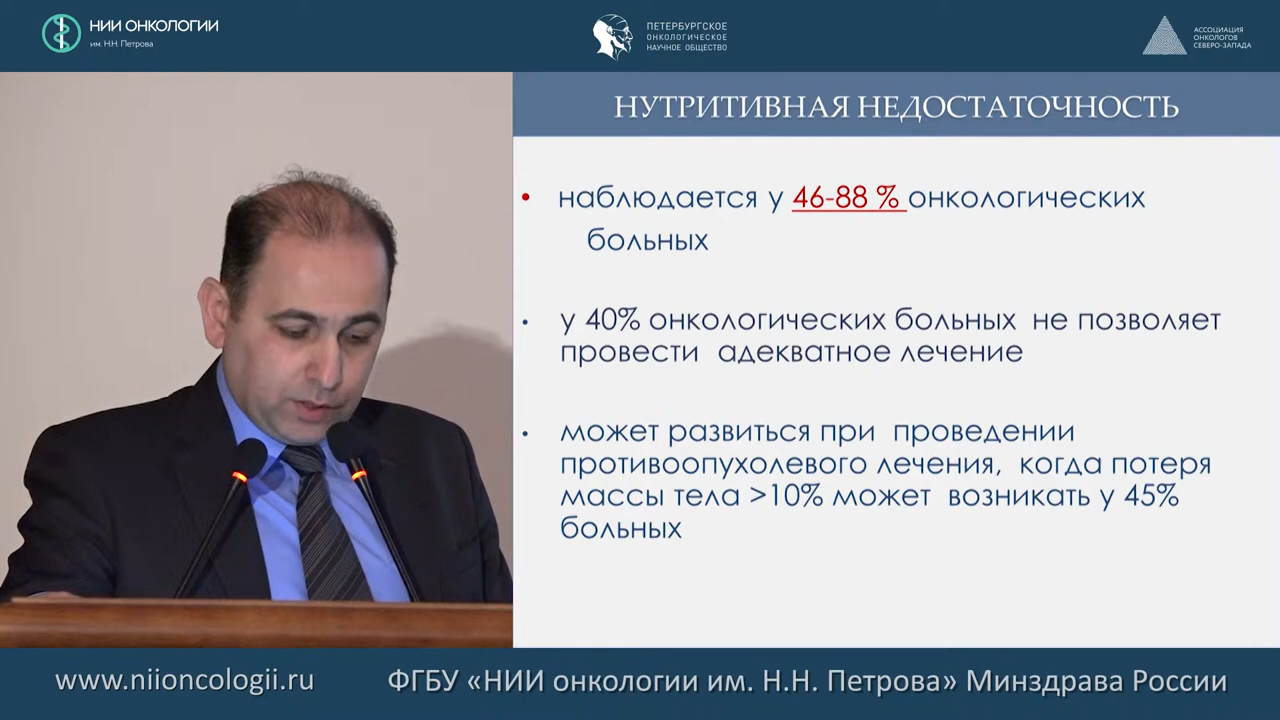 НИИ ОНКОЛОГИИ
им. Н.Н. Петрова
ПЕТЕРБУРГСКОЕ
ОНКОЛОГИЧЕСКОЕ
НАУЧНОЕ ОБЩЕСТВО
АССОЦИАЦИЯ
ОНКОЛОГОВ
СЕВЕРО-ЗАПАДА
НУТРИТИВНАЯ НЕДОСТАТОЧНОСТЬ
• наблюдается у 46-88 % онкологических
больных
• у 40% онкологических больных не позволяет
провести адекватное лечение
• может развиться при проведении
противоопухолевого лечения, когда потеря
массы тела >10% может возникать у 45%
больных
www.niioncologii.ru
ФГБУ «НИИ онкологии им. Н.Н. Петрова» Минздрава России